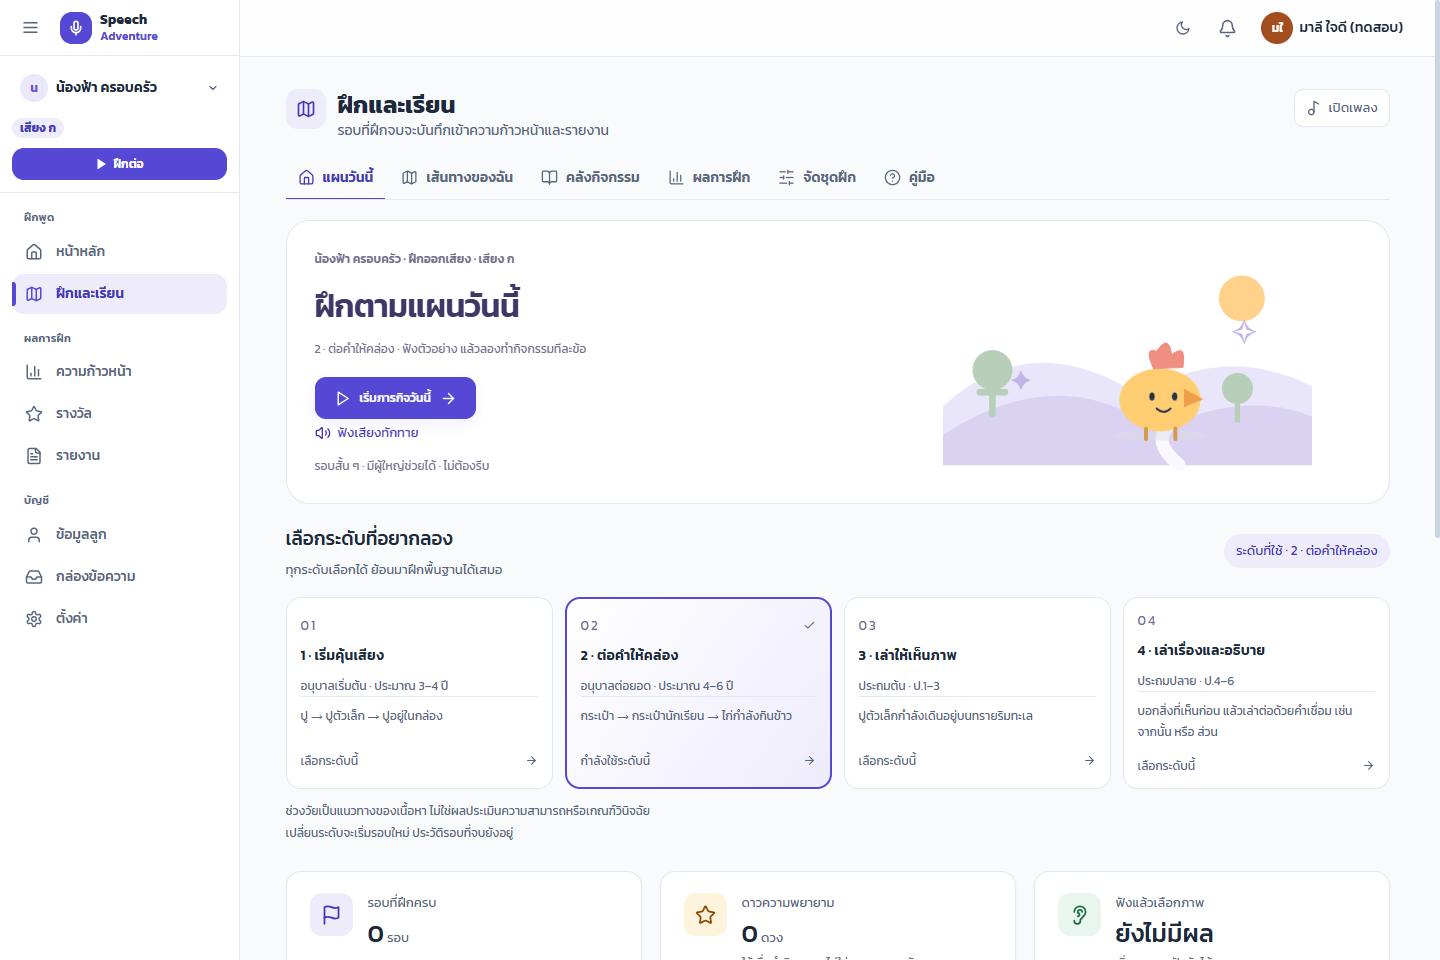 Speech
Adventure
มใ
มาลี ใจดี (ทดสอบ)
น
น้องฟ้า ครอบครัว
เสียง ก
ฝึกต่อ
ฝึกพูด
หน้าหลัก
ฝึกและเรียน
ผลการฝึก
ความก้าวหน้า
รางวัล
รายงาน
บัญชี
ข้อมูลลูก
กล่องข้อความ
ตั้งค่า
ฝึกและเรียน
รอบที่ฝึกจบจะบันทึกเข้าความก้าวหน้าและรายงาน
เปิดเพลง
แผนวันนี้
เส้นทางของฉัน
คลังกิจกรรม
ผลการฝึก
จัดชุดฝึก
คู่มือ
น้องฟ้า ครอบครัว · ฝึกออกเสียง · เสียง ก
ฝึกตามแผนวันนี้
2 · ต่อคำให้คล่อง · ฟังตัวอย่าง แล้วลองทำกิจกรรมทีละข้อ
เริ่มภารกิจวันนี้
ฟังเสียงทักทาย
รอบสั้น ๆ · มีผู้ใหญ่ช่วยได้ · ไม่ต้องรีบ
เลือกระดับที่อยากลอง
ทุกระดับเลือกได้ ย้อนมาฝึกพื้นฐานได้เสมอ
ระดับที่ใช้ · 2 · ต่อคำให้คล่อง
01
1 · เริ่มคุ้นเสียง
อนุบาลเริ่มต้น · ประมาณ 3–4 ปี
ปู → ปูตัวเล็ก → ปูอยู่ในกล่อง
เลือกระดับนี้
02
2 · ต่อคำให้คล่อง
อนุบาลต่อยอด · ประมาณ 4–6 ปี
กระเป๋า → กระเป๋านักเรียน → ไก่กำลังกินข้าว
กำลังใช้ระดับนี้
03
3 · เล่าให้เห็นภาพ
ประถมต้น · ป.1–3
ปูตัวเล็กกำลังเดินอยู่บนทรายริมทะเล
เลือกระดับนี้
04
4 · เล่าเรื่องและอธิบาย
ประถมปลาย · ป.4–6
บอกสิ่งที่เห็นก่อน แล้วเล่าต่อด้วยคำเชื่อม เช่น
จากนั้น หรือ ส่วน
เลือกระดับนี้
ช่วงวัยเป็นแนวทางของเนื้อหา ไม่ใช่ผลประเมินความสามารถหรือเกณฑ์วินิจฉัย
เปลี่ยนระดับจะเริ่มรอบใหม่ ประวัติรอบที่จบยังอยู่
รอบที่ฝึกครบ
0 รอบ
ดาวความพยายาม
0 ดวง
ฟังแล้วเลือกภาพ
ยังไม่มีผล